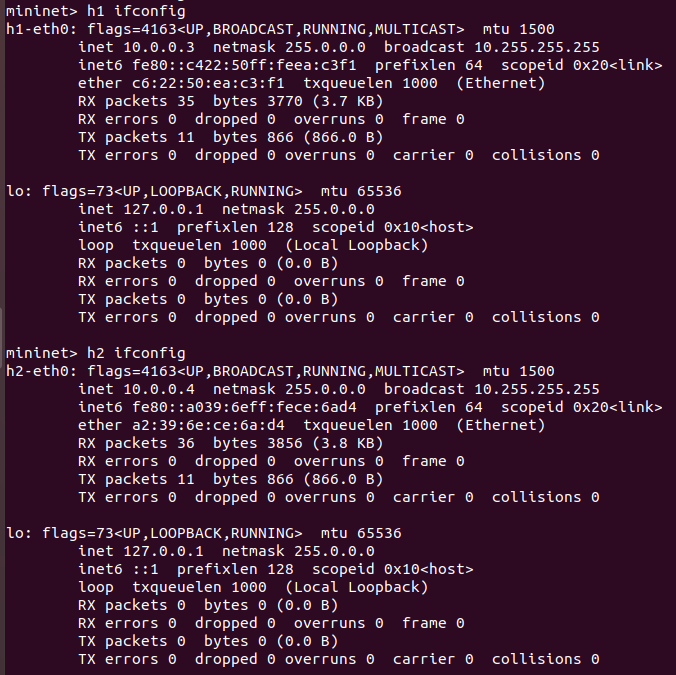 mininet> h1 ifconfig
h1-eth0: flags=4163<UP,BROADCAST,RUNNING,MULTICAST>  mtu 1500
        inet 10.0.0.3  netmask 255.0.0.0  broadcast 10.255.255.255
        inet6 fe80::c422:50ff:feea:c3f1  prefixlen 64  scopeid 0x20<link>
        ether c6:22:50:ea:c3:f1  txqueuelen 1000  (Ethernet)
        RX packets 35  bytes 3770 (3.7 KB)
        RX errors 0  dropped 0  overruns 0  frame 0
        TX packets 11  bytes 866 (866.0 B)
        TX errors 0  dropped 0 overruns 0  carrier 0  collisions 0

lo: flags=73<UP,LOOPBACK,RUNNING>  mtu 65536
        inet 127.0.0.1  netmask 255.0.0.0
        inet6 ::1  prefixlen 128  scopeid 0x10<host>
        loop  txqueuelen 1000  (Local Loopback)
        RX packets 0  bytes 0 (0.0 B)
        RX errors 0  dropped 0  overruns 0  frame 0
        TX packets 0  bytes 0 (0.0 B)
        TX errors 0  dropped 0 overruns 0  carrier 0  collisions 0

mininet> h2 ifconfig
h2-eth0: flags=4163<UP,BROADCAST,RUNNING,MULTICAST>  mtu 1500
        inet 10.0.0.4  netmask 255.0.0.0  broadcast 10.255.255.255
        inet6 fe80::a039:6eff:fece:6ad4  prefixlen 64  scopeid 0x20<link>
        ether a2:39:6e:ce:6a:d4  txqueuelen 1000  (Ethernet)
        RX packets 36  bytes 3856 (3.8 KB)
        RX errors 0  dropped 0  overruns 0  frame 0
        TX packets 11  bytes 866 (866.0 B)
        TX errors 0  dropped 0 overruns 0  carrier 0  collisions 0

lo: flags=73<UP,LOOPBACK,RUNNING>  mtu 65536
        inet 127.0.0.1  netmask 255.0.0.0
        inet6 ::1  prefixlen 128  scopeid 0x10<host>
        loop  txqueuelen 1000  (Local Loopback)
        RX packets 0  bytes 0 (0.0 B)
        RX errors 0  dropped 0  overruns 0  frame 0
        TX packets 0  bytes 0 (0.0 B)
        TX errors 0  dropped 0 overruns 0  carrier 0  collisions 0